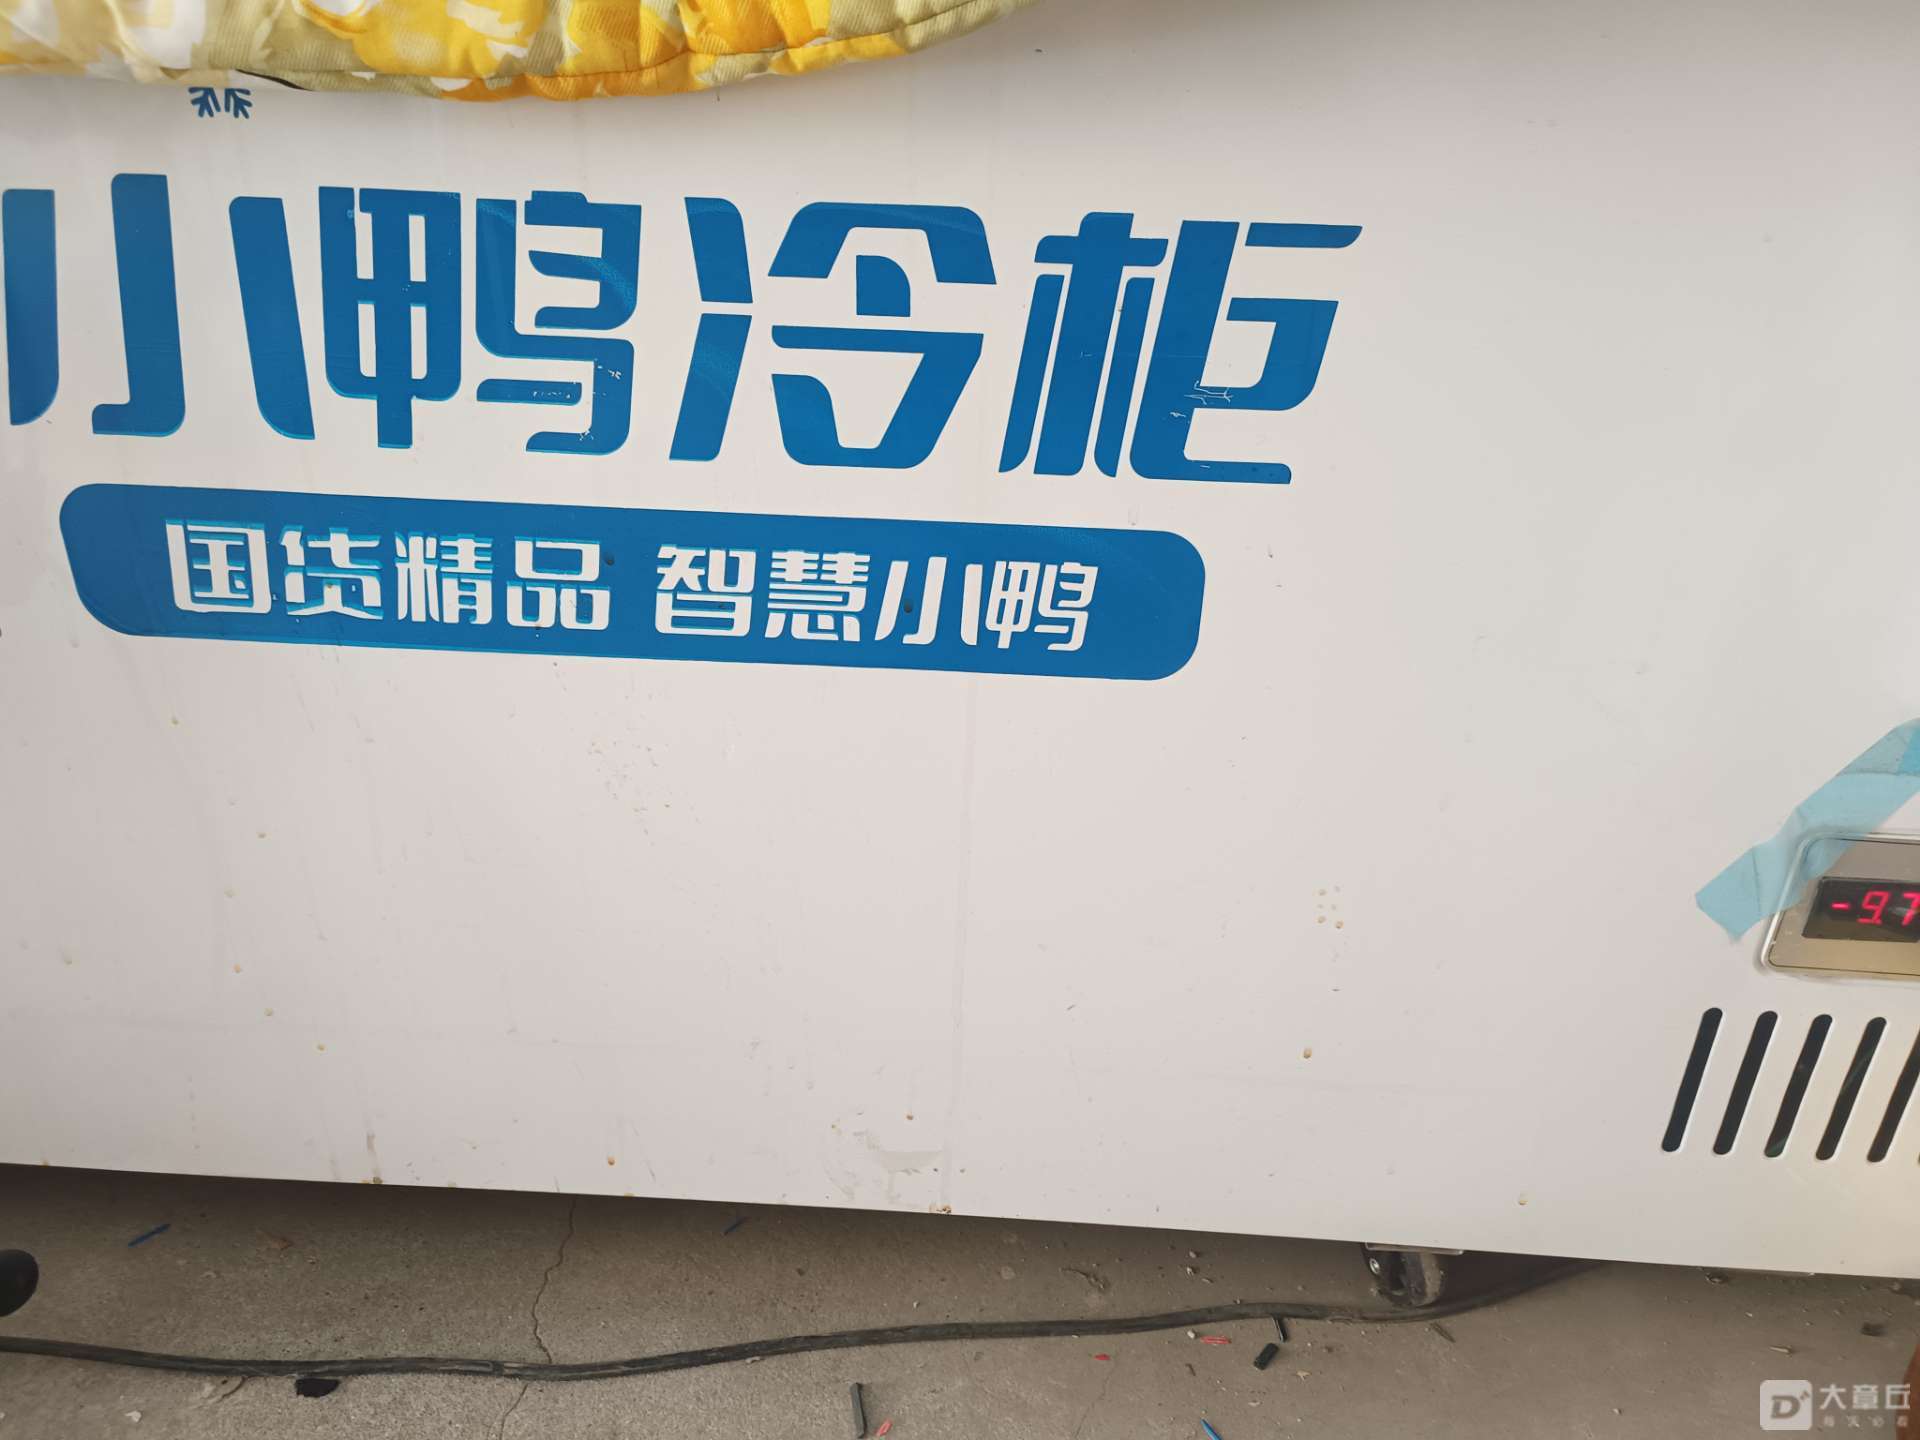 小鸭冷柜
国货精品 智慧小鸭
-9.7
大章丘